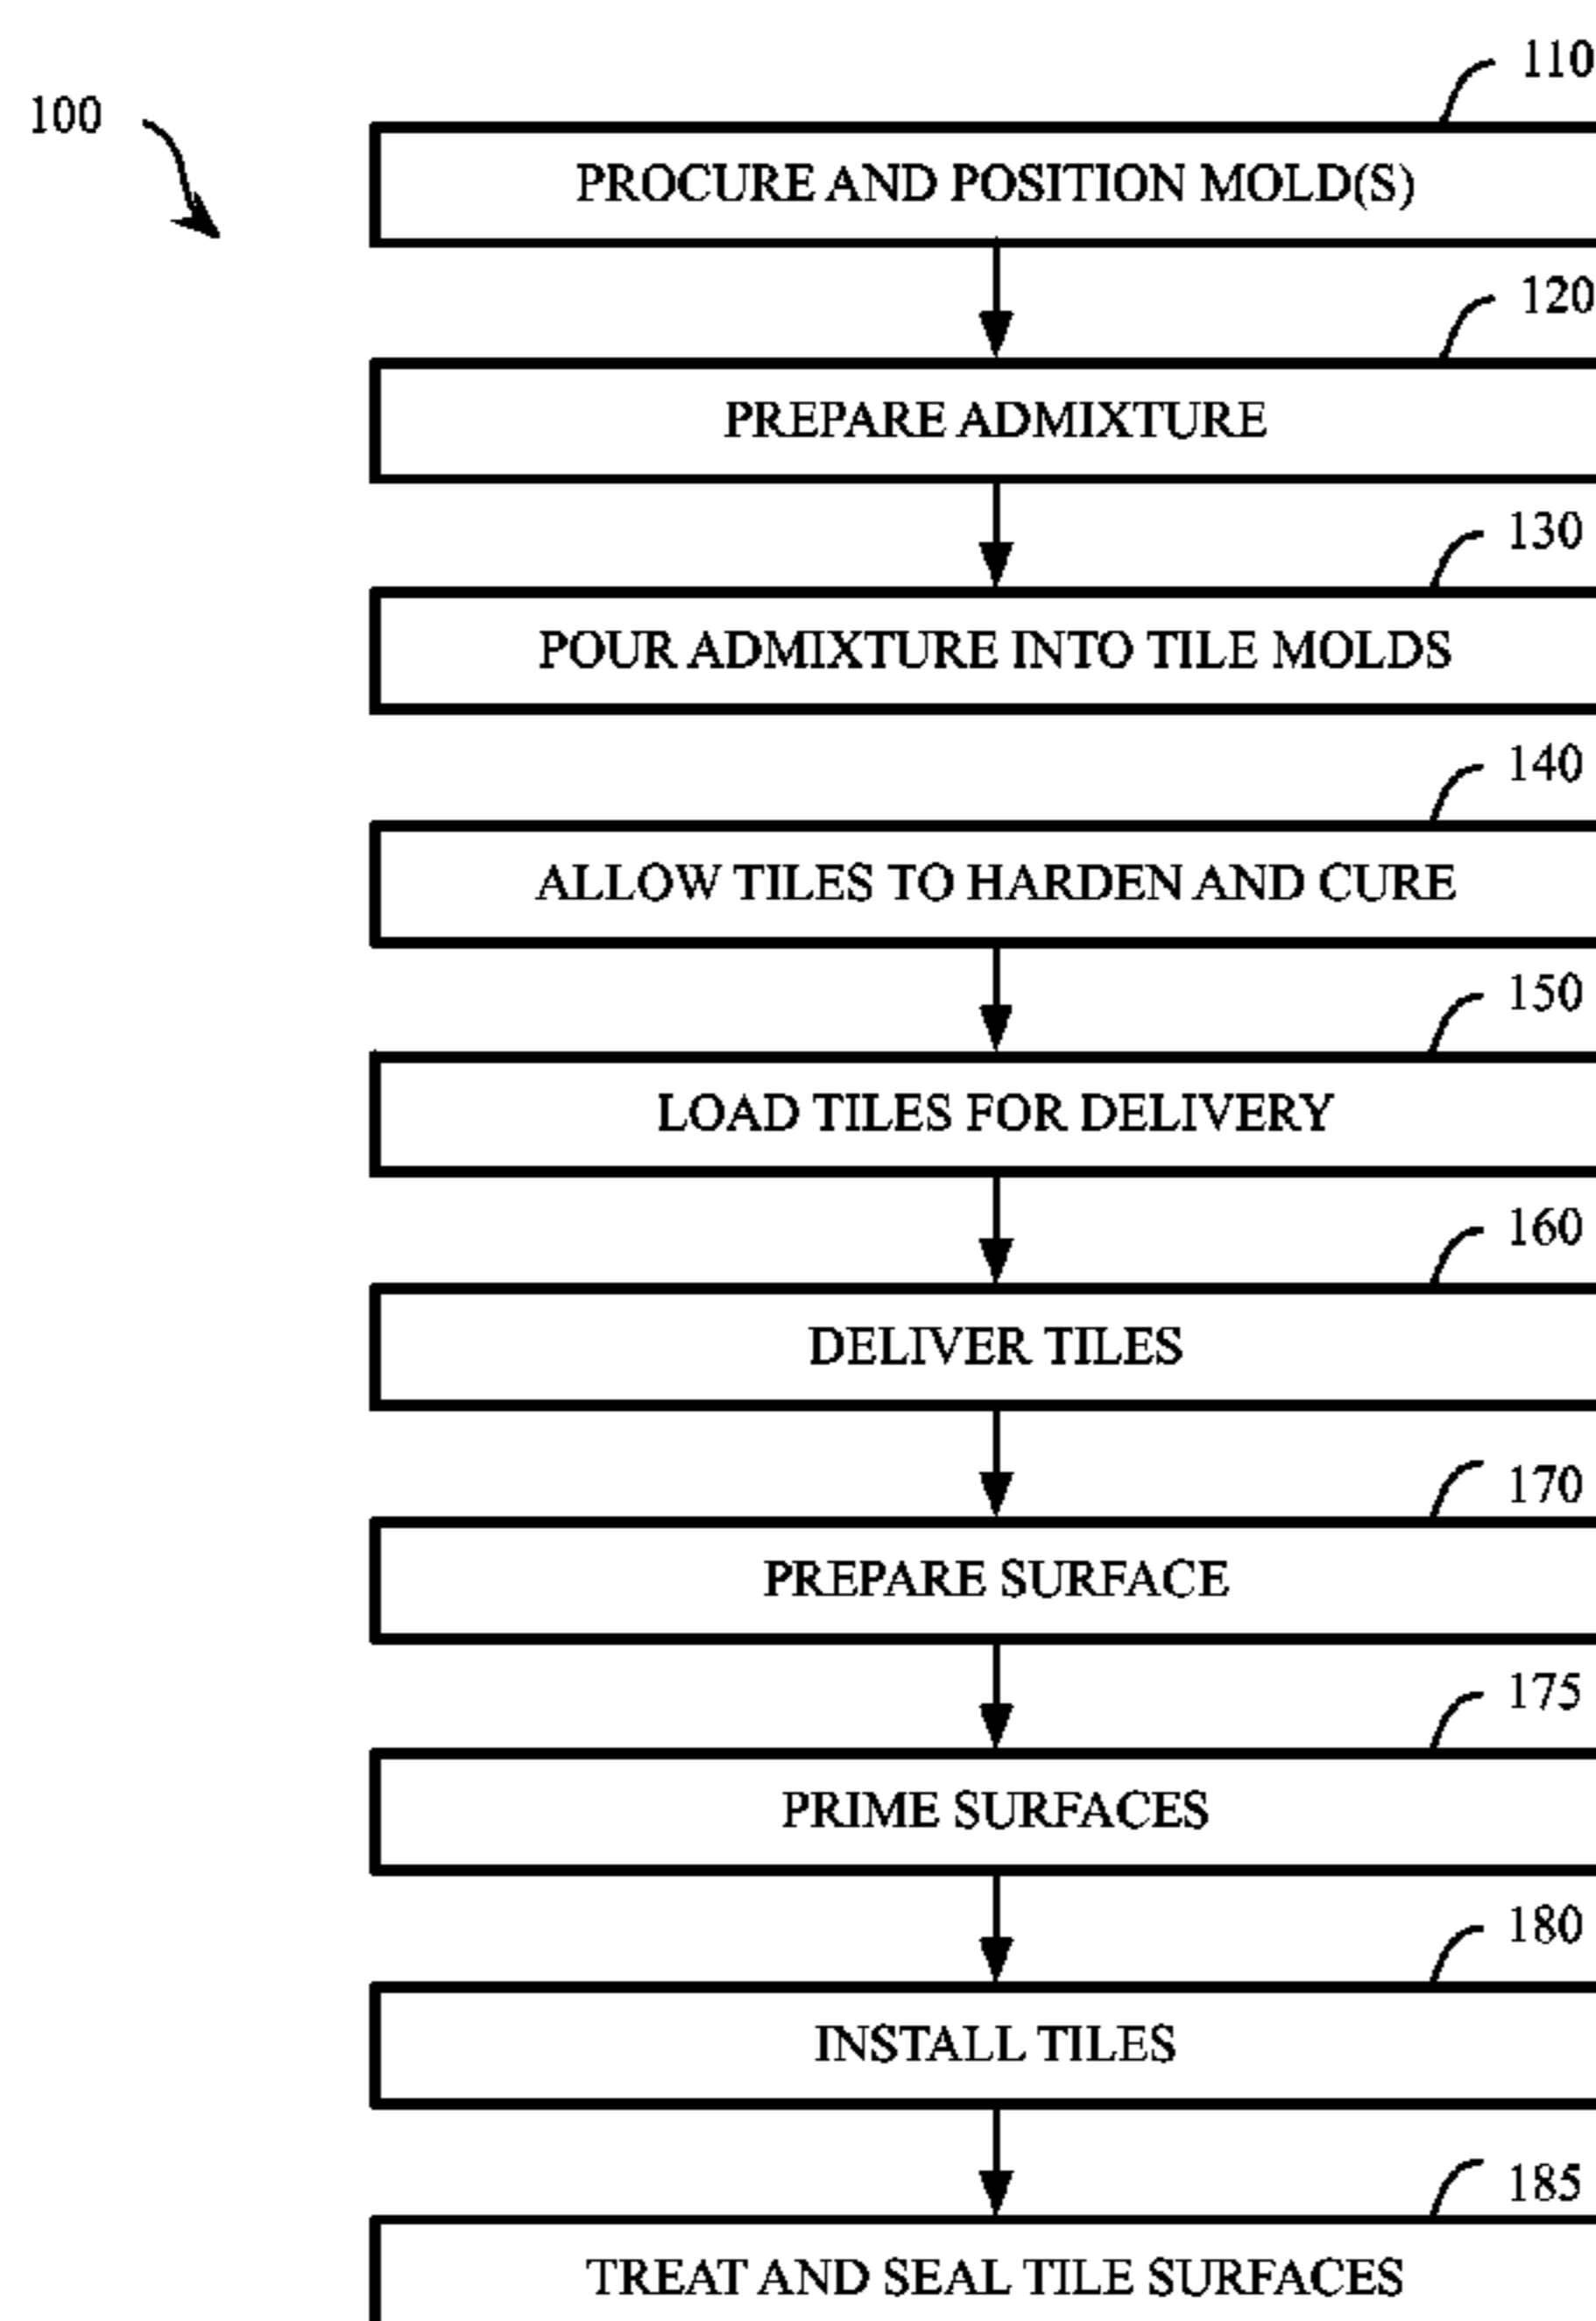 110
100
PROCURE AND POSITION MOLD(S)
120
PREPARE ADMIXTURE
130
POUR ADMIXTURE INTO TILE MOLDS
140
ALLOW TILES TO HARDEN AND CURE
150
LOAD TILES FOR DELIVERY
160
DELIVER TILES
170
PREPARE SURFACE
175
PRIME SURFACES
180
INSTALL TILES
185
TREAT AND SEAL TILE SURFACES